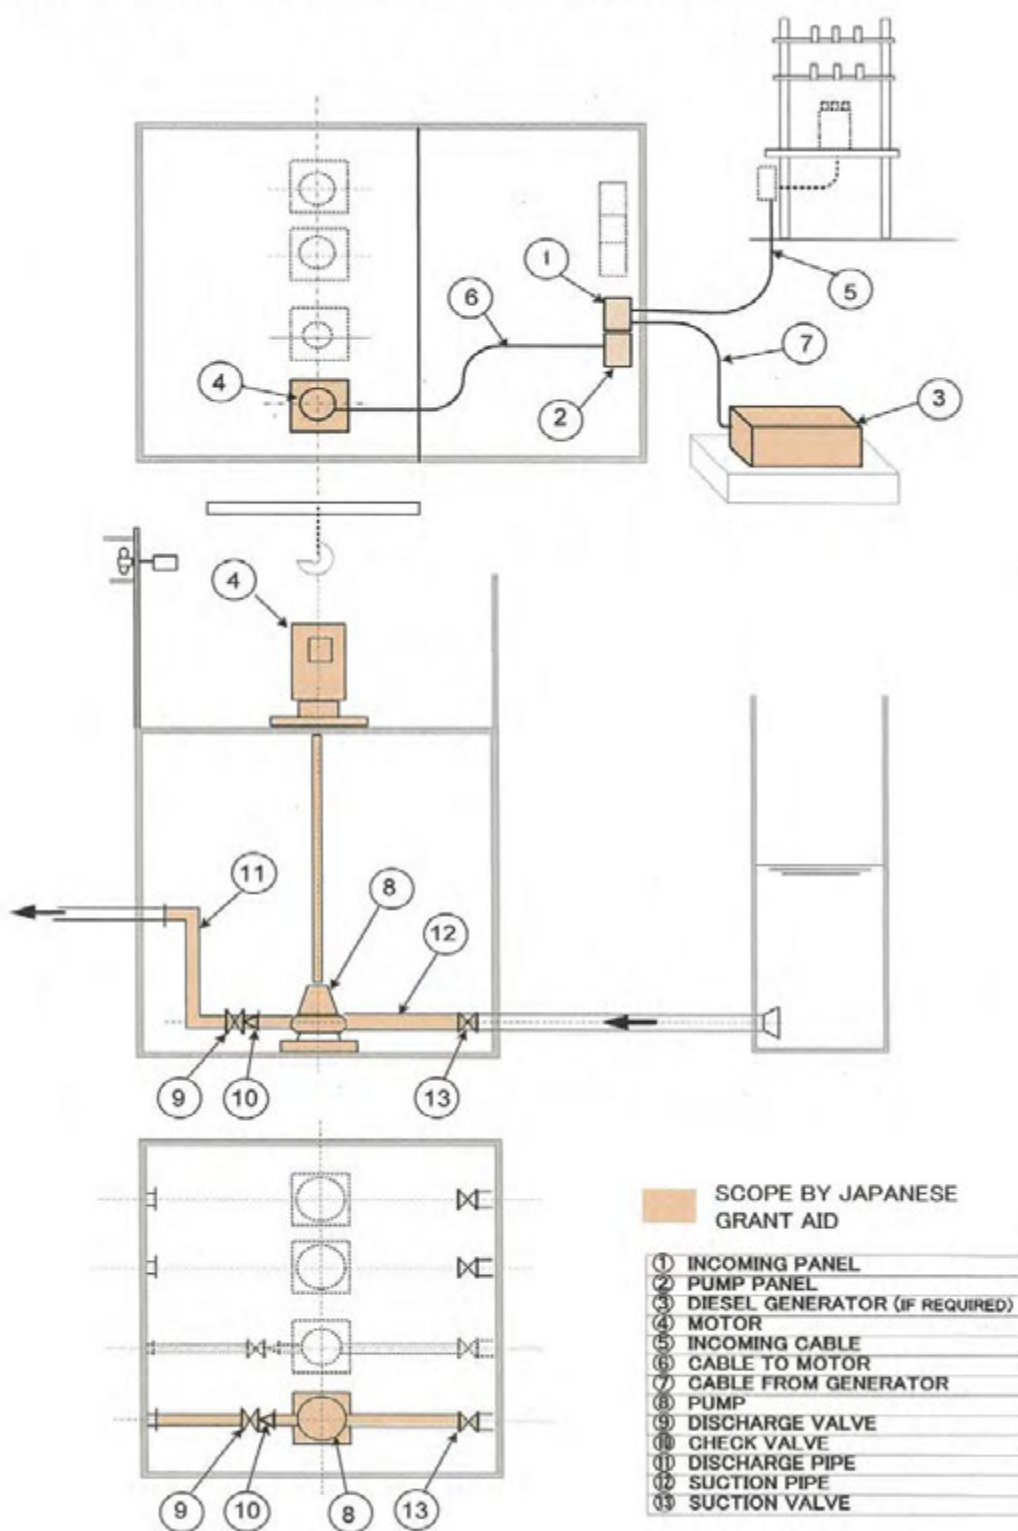 1
6
5
7
4
2
3
4
11
8
12
9
10
13
SCOPE BY JAPANESE
GRANT AID
① INCOMING PANEL
② PUMP PANEL
③ DIESEL GENERATOR (IF REQUIRED)
④ MOTOR
⑤ INCOMING CABLE
⑥ CABLE TO MOTOR
⑦ CABLE FROM GENERATOR
⑧ PUMP
⑨ DISCHARGE VALVE
⑩ CHECK VALVE
⑪ DISCHARGE PIPE
⑫ SUCTION PIPE
⑬ SUCTION VALVE
9
10
8
13